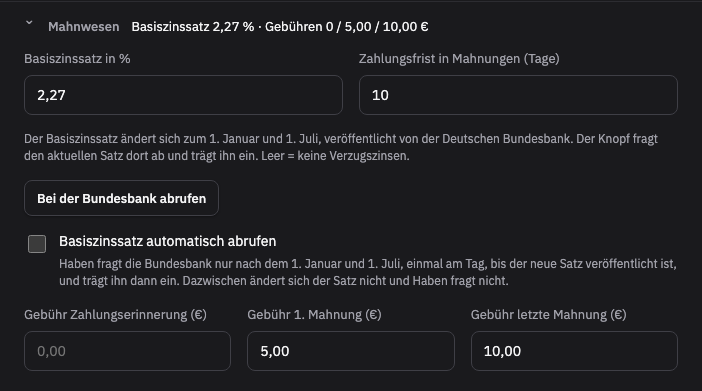 Mahnwesen Basiszinssatz 2,27 % · Gebühren 0 / 5,00 / 10,00 €
Basiszinssatz in %
Zahlungsfrist in Mahnungen (Tage)
2,27
10
Der Basiszinssatz ändert sich zum 1. Januar und 1. Juli, veröffentlicht von der Deutschen Bundesbank. Der Knopf fragt
den aktuellen Satz dort ab und trägt ihn ein. Leer = keine Verzugszinsen.
Bei der Bundesbank abrufen
Basiszinssatz automatisch abrufen
Haben fragt die Bundesbank nur nach dem 1. Januar und 1. Juli, einmal am Tag, bis der neue Satz veröffentlicht ist,
und trägt ihn dann ein. Dazwischen ändert sich der Satz nicht und Haben fragt nicht.
Gebühr Zahlungserinnerung (€)
Gebühr 1. Mahnung (€)
Gebühr letzte Mahnung (€)
0,00
5,00
10,00